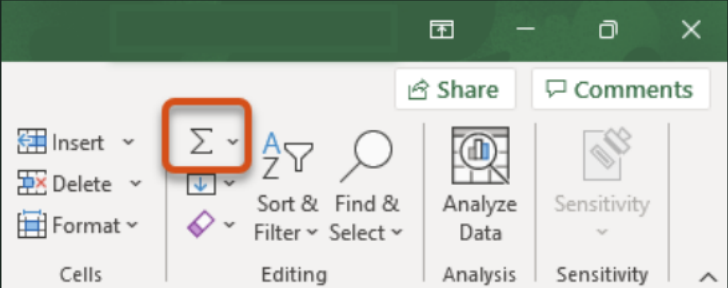 Share
Comments
Insert
Delete
Format
Cells
Σ
A
Z
Sort &
Filter
Find &
Select
Editing
Analyze
Data
Analysis
Sensitivity
Sensitivity